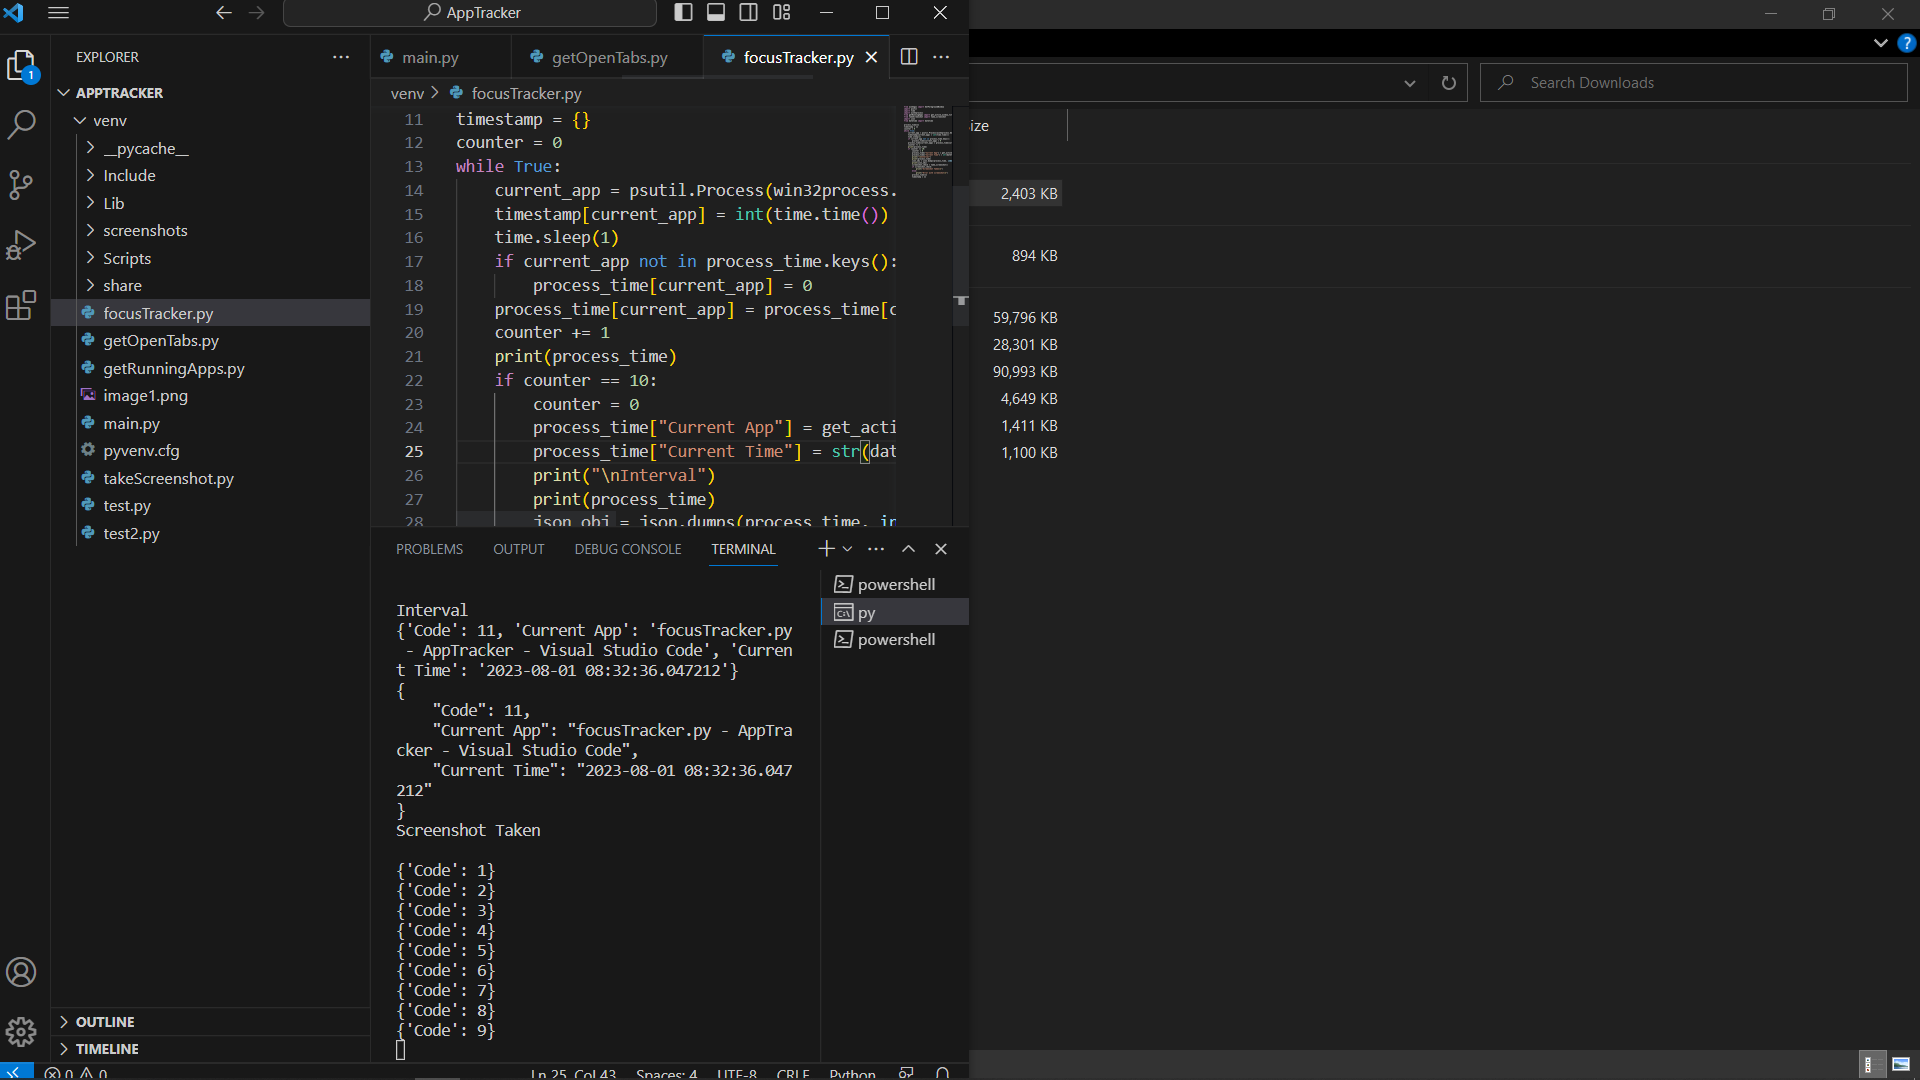 AppTracker
EXPLORER
APPTRACKER
venv
__pycache__
Include
Lib
screenshots
Scripts
share
focusTracker.py
getOpenTabs.py
getRunningApps.py
image1.png
main.py
pyvenv.cfg
takeScreenshot.py
test.py
test2.py
OUTLINE
TIMELINE
1
main.py
getOpenTabs.py
focusTracker.py
venv > focusTracker.py
11 timestamp = {}
12 counter = 0
13 while True:
14 current_app = psutil.Process(win32process.
15 timestamp[current_app] = int(time.time())
16 time.sleep(1)
17 if current_app not in process_time.keys():
18 process_time[current_app] = 0
19 process_time[current_app] = process_time[c
20 counter += 1
21 print(process_time)
22 if counter == 10:
23 counter = 0
24 process_time["Current App"] = get_acti
25 process_time["Current Time"] = str(dat
26 print("\nInterval")
27 print(process_time)
28 json_obj = json.dumps(process_time, in
PROBLEMS OUTPUT DEBUG CONSOLE TERMINAL
powershell
py
powershell
Interval
{'Code': 11, 'Current App': 'focusTracker.py
- AppTracker - Visual Studio Code', 'Curren
t Time': '2023-08-01 08:32:36.047212'}
{
"Code": 11,
"Current App": "focusTracker.py - AppTra
cker - Visual Studio Code",
"Current Time": "2023-08-01 08:32:36.047
212"
}
Screenshot Taken
{'Code': 1}
{'Code': 2}
{'Code': 3}
{'Code': 4}
{'Code': 5}
{'Code': 6}
{'Code': 7}
{'Code': 8}
{'Code': 9}
0 0
Ln 25, Col 43 Spaces: 4 UTF-8 CRLF Python
?
Search Downloads
ize
2,403 KB
894 KB
59,796 KB
28,301 KB
90,993 KB
4,649 KB
1,411 KB
1,100 KB